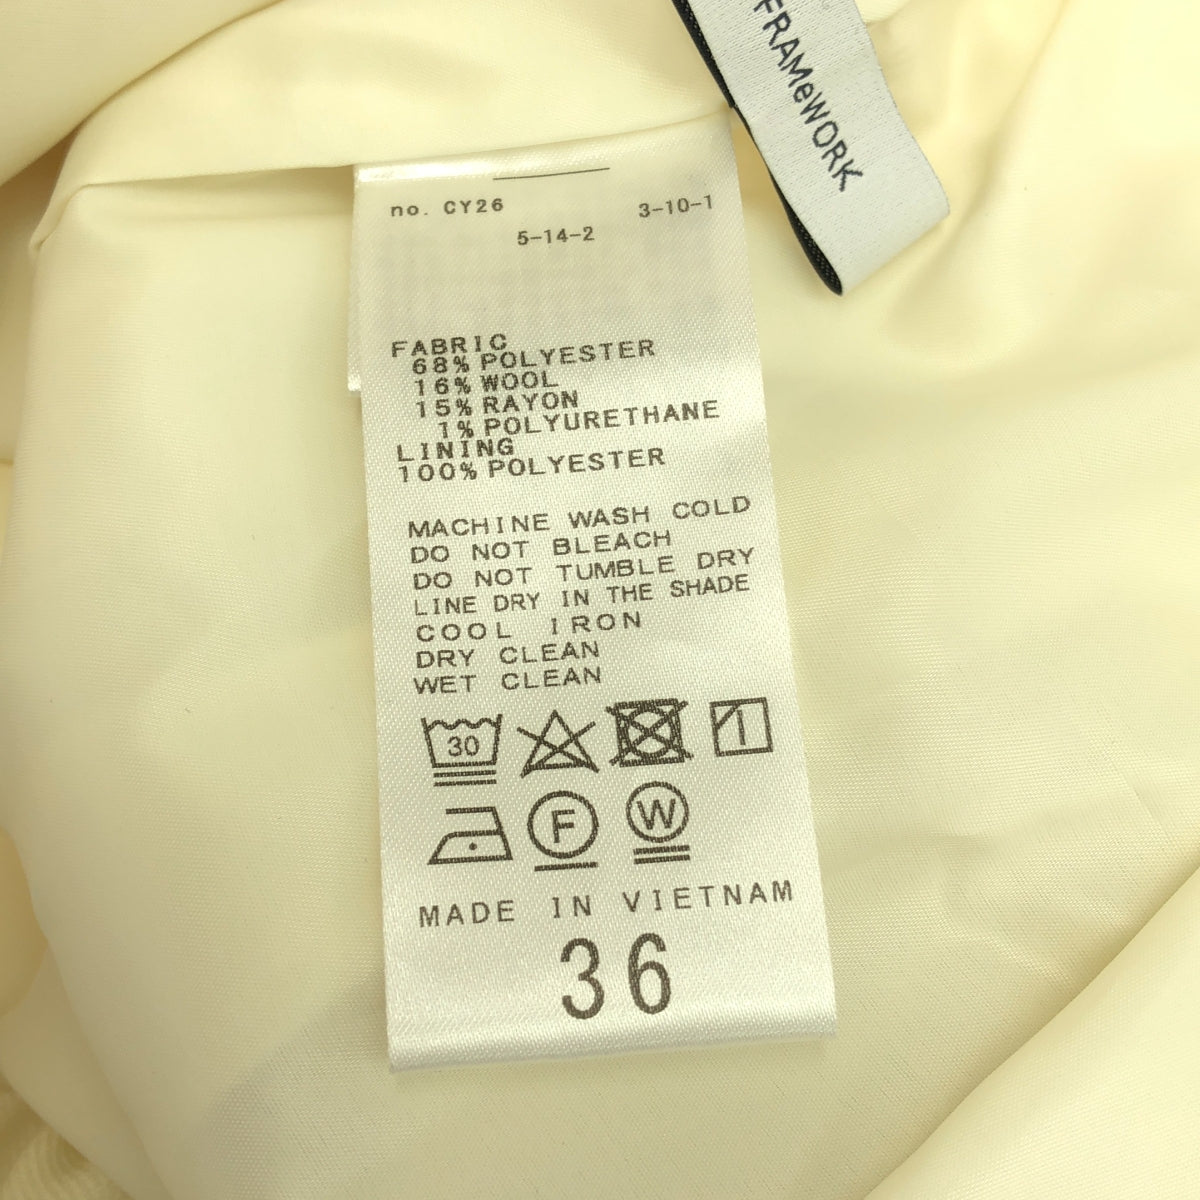 FRAMeWORK
no. CY26
3-10-1
5-14-2
FABRIC
68% POLYESTER
16% WOOL
15% RAYON
1% POLYURETHANE
LINING
100% POLYESTER
MACHINE WASH COLD
DO NOT BLEACH
DO NOT TUMBLE DRY
LINE DRY IN THE SHADE
COOL IRON
DRY CLEAN
WET CLEAN
30
F W
MADE IN VIETNAM
36